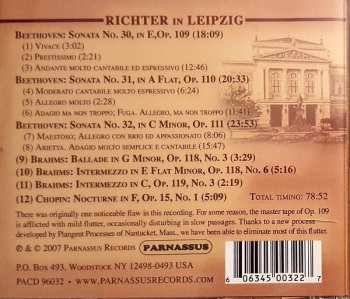 RICHTER IN LEIPZIG
BEETHOVEN: SONATA NO. 30, IN E, OP. 109 (18:09)
(1) VIVACE (3:02)
(2) PRESTISSIMO (2:21)
(3) ANDANTE MOLTO CANTABILE ED ESPRESSIVO (12:46)
BEETHOVEN: SONATA NO. 31, IN A FLAT, OP. 110 (20:33)
(4) MODERATO CANTABILE MOLTO ESPRESSIVO (6:21)
(5) ALLEGRO MOLTO (2:28)
(6) ADAGIO MA NON TROPPO, FUGA. ALLEGRO, MA NON TROPPO (11:41)
BEETHOVEN: SONATA NO. 32, IN C MINOR, OP. 111 (23:53)
(7) MAESTOSO; ALLEGRO CON BRIO ED APPASSIONATO (8:06)
(8) ARIETTA. ADAGIO MOLTO SEMPLICE E CANTABILE (15:47)
(9) BRAHMS: BALLADE IN G MINOR, OP. 118, NO. 3 (3:29)
(10) BRAHMS: INTERMEZZO IN E FLAT MINOR, OP. 118, NO. 6 (5:16)
(11) BRAHMS: INTERMEZZO IN C, OP. 119, NO. 3 (2:19)
(12) CHOPIN: NOCTURNE IN F, OP. 15, NO. 1 (5:09) TOTAL TIMING: 78:52
There was originally one noticeable flaw in this recording. For some reason, the master tape of Op. 109
is afflicted with mild flutter, occasionally disturbing in slow passages. Thanks to a new process
developed by Plangent Processes of Nantucket, Mass., we have been able to eliminate most of this flutter.
℗ & © 2007 PARNASSUS RECORDS PARNASSUS
P.O. BOX 493, WOODSTOCK NY 12498-0493 USA
PACD 96032 • WWW.PARNASSUSRECORDS.COM
6 06345 00322 7